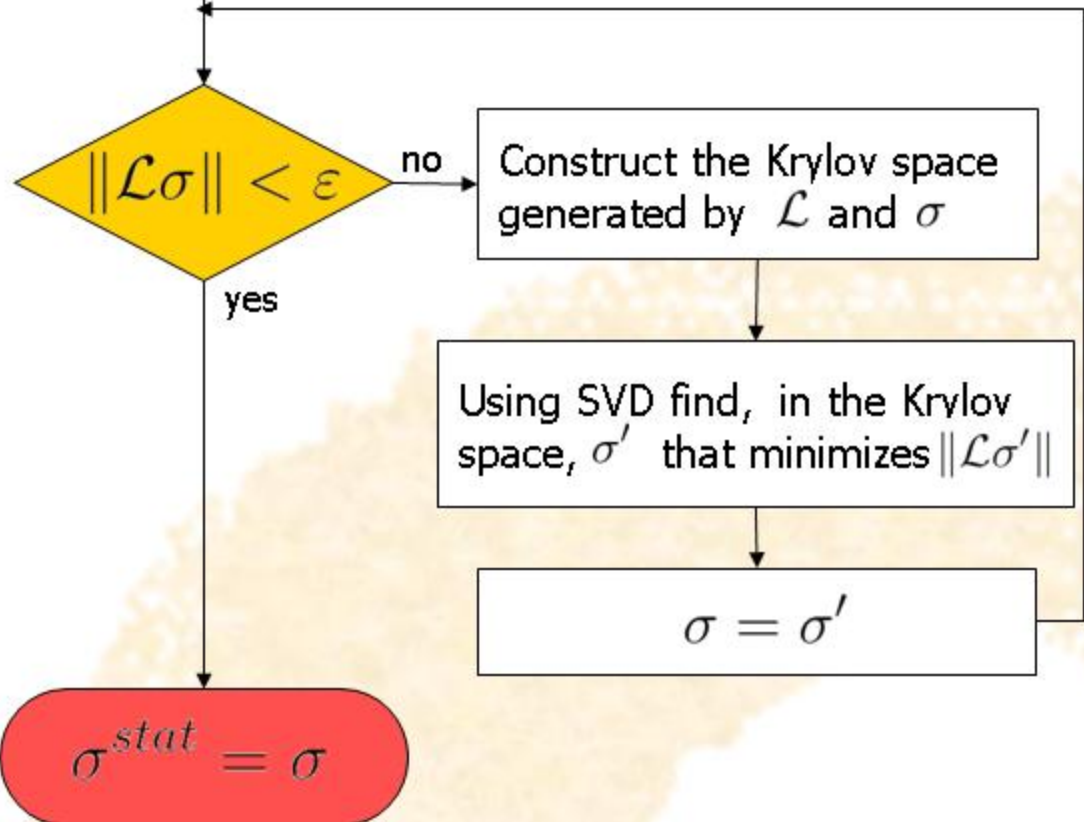 ‖ℒσ‖ < ε
no
Construct the Krylov space
generated by ℒ and σ
yes
Using SVD find, in the Krylov
space, σ′ that minimizes ‖ℒσ′‖
σ = σ′
σ^{stat} = σ